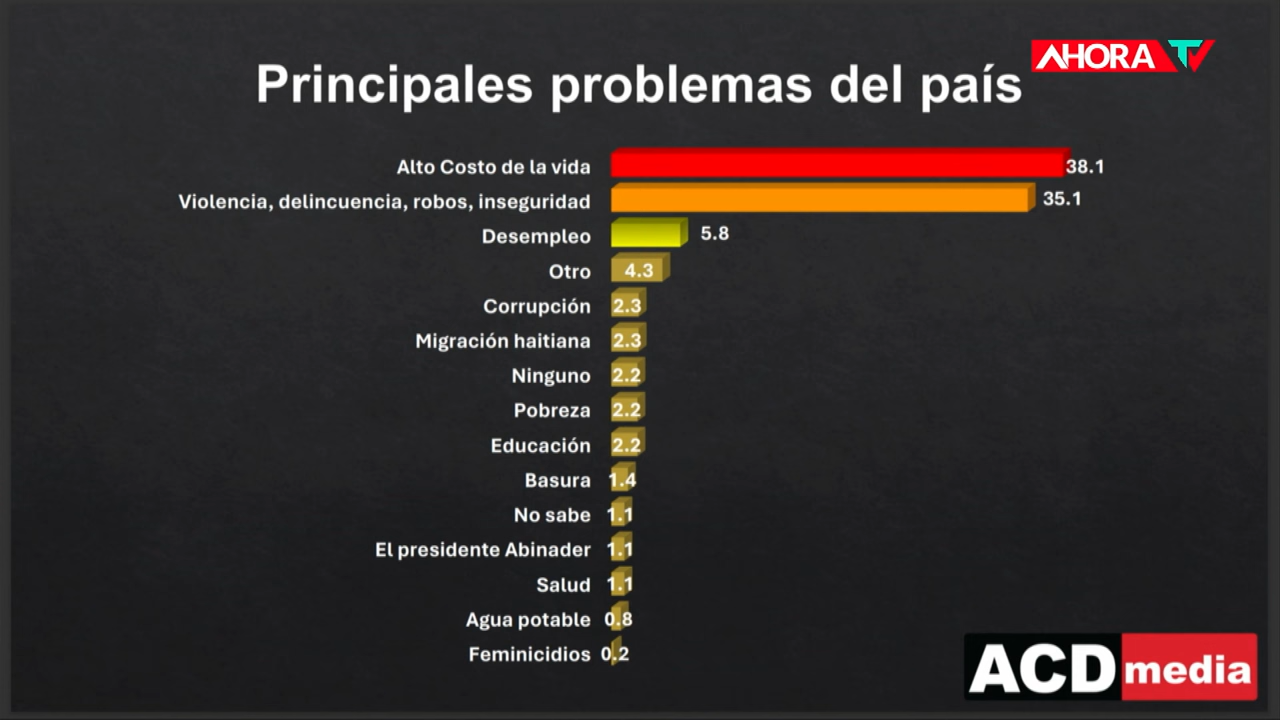 AHORA TV
Principales problemas del país
Alto Costo de la vida 38.1
Violencia, delincuencia, robos, inseguridad 35.1
Desempleo 5.8
Otro 4.3
Corrupción 2.3
Migración haitiana 2.3
Ninguno 2.2
Pobreza 2.2
Educación 2.2
Basura 1.4
No sabe 1.1
El presidente Abinader 1.1
Salud 1.1
Agua potable 0.8
Feminicidios 0.2
ACD media